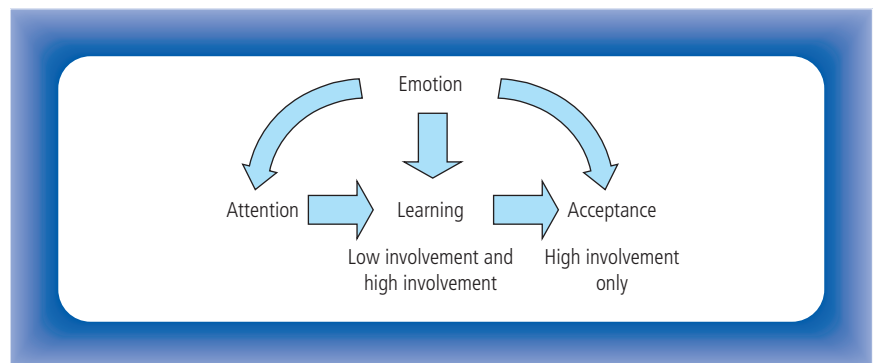 Emotion
Attention
Learning
Acceptance
Low involvement and
high involvement
High involvement
only